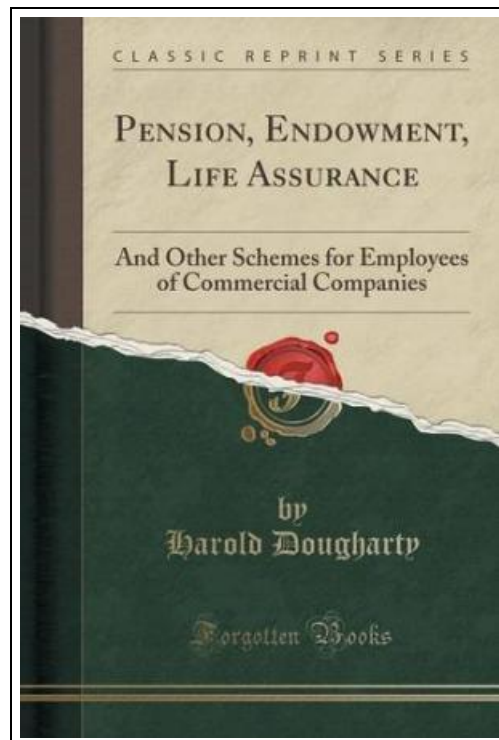 CLASSIC REPRINT SERIES
PENSION, ENDOWMENT,
LIFE ASSURANCE
And Other Schemes for Employees
of Commercial Companies
F
by
Harold Dougharty
Forgotten Books